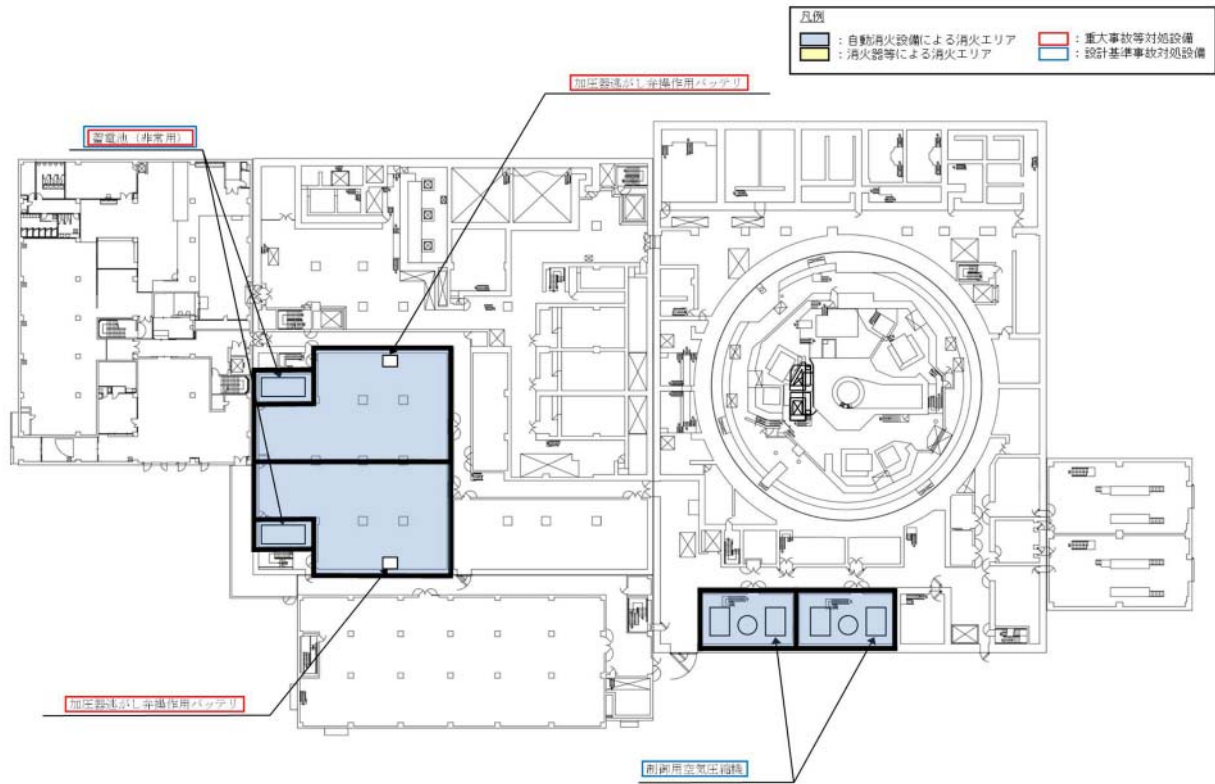 凡例
：自動消火設備による消火エリア
：重大事故等対処設備
：消火器等による消火エリア
：設計基準事故対処設備
加圧器逃がし弁操作用バッテリ
蓄電池（非常用）
加圧器逃がし弁操作用バッテリ
制御用空気圧縮機